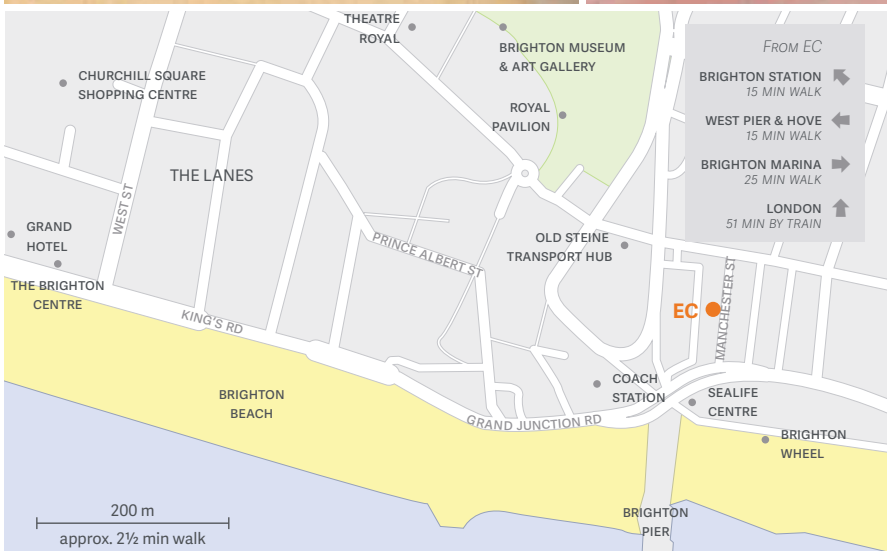 THEATRE
ROYAL
BRIGHTON MUSEUM
& ART GALLERY
CHURCHILL SQUARE
SHOPPING CENTRE
ROYAL
PAVILION
FROM EC
BRIGHTON STATION
15 MIN WALK
WEST PIER & HOVE
15 MIN WALK
BRIGHTON MARINA
25 MIN WALK
LONDON
51 MIN BY TRAIN
THE LANES
WEST ST
GRAND
HOTEL
THE BRIGHTON
CENTRE
PRINCE ALBERT ST
OLD STEINE
TRANSPORT HUB
KING'S RD
EC
MANCHESTER ST
BRIGHTON
BEACH
COACH
STATION
SEALIFE
CENTRE
GRAND JUNCTION RD
BRIGHTON
WHEEL
BRIGHTON
PIER
200 m
approx. 2½ min walk